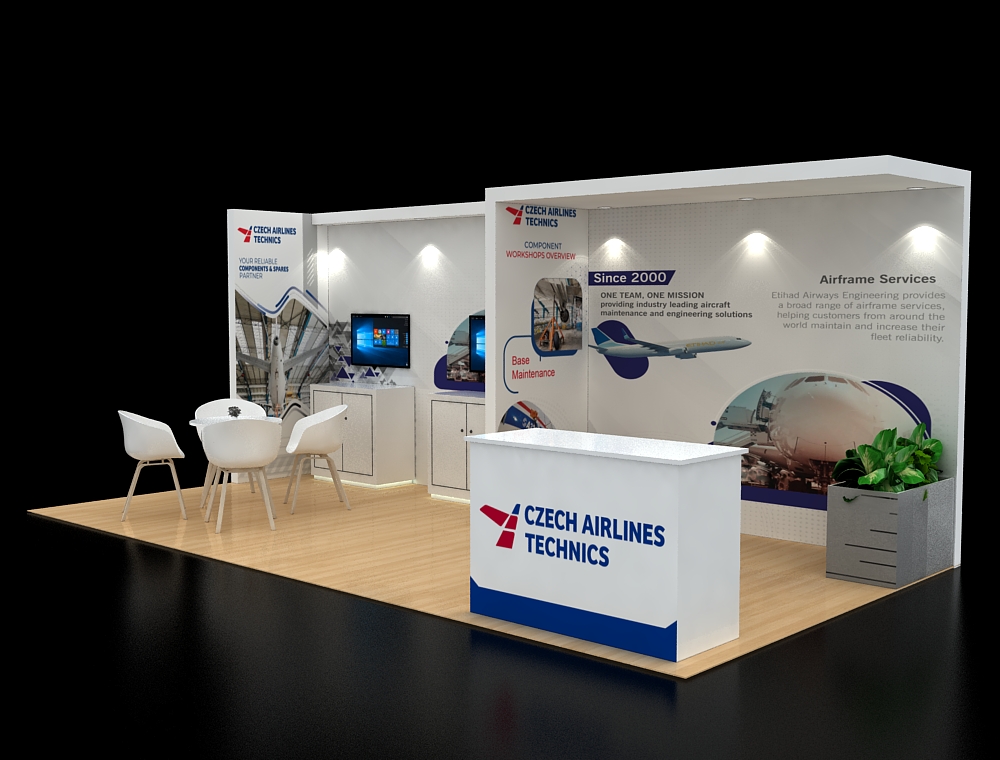 CZECH AIRLINES
TECHNICS
YOUR RELIABLE
COMPONENTS & SPARES
PARTNER
CZECH AIRLINES
TECHNICS
COMPONENT
WORKSHOPS OVERVIEW
Base
Maintenance
Since 2000
ONE TEAM, ONE MISSION
providing industry leading aircraft
maintenance and engineering solutions
Airframe Services
Etihad Airways Engineering provides
a broad range of airframe services,
helping customers from around the
world maintain and increase their
fleet reliability.
CZECH AIRLINES
TECHNICS